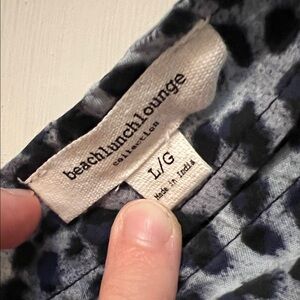 beachlunchlounge
collection
L/G
Made in India